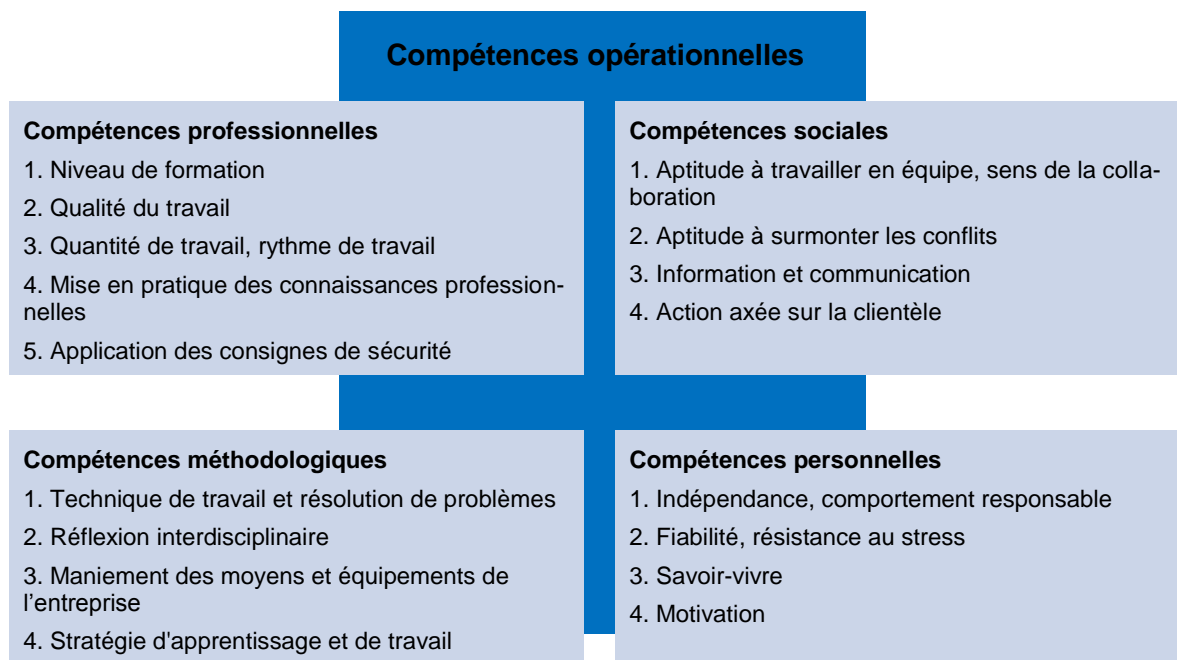 Compétences opérationnelles
Compétences professionnelles
1. Niveau de formation
2. Qualité du travail
3. Quantité de travail, rythme de travail
4. Mise en pratique des connaissances profession-
nelles
5. Application des consignes de sécurité
Compétences sociales
1. Aptitude à travailler en équipe, sens de la colla-
boration
2. Aptitude à surmonter les conflits
3. Information et communication
4. Action axée sur la clientèle
Compétences méthodologiques
1. Technique de travail et résolution de problèmes
2. Réflexion interdisciplinaire
3. Maniement des moyens et équipements de
l’entreprise
4. Stratégie d'apprentissage et de travail
Compétences personnelles
1. Indépendance, comportement responsable
2. Fiabilité, résistance au stress
3. Savoir-vivre
4. Motivation